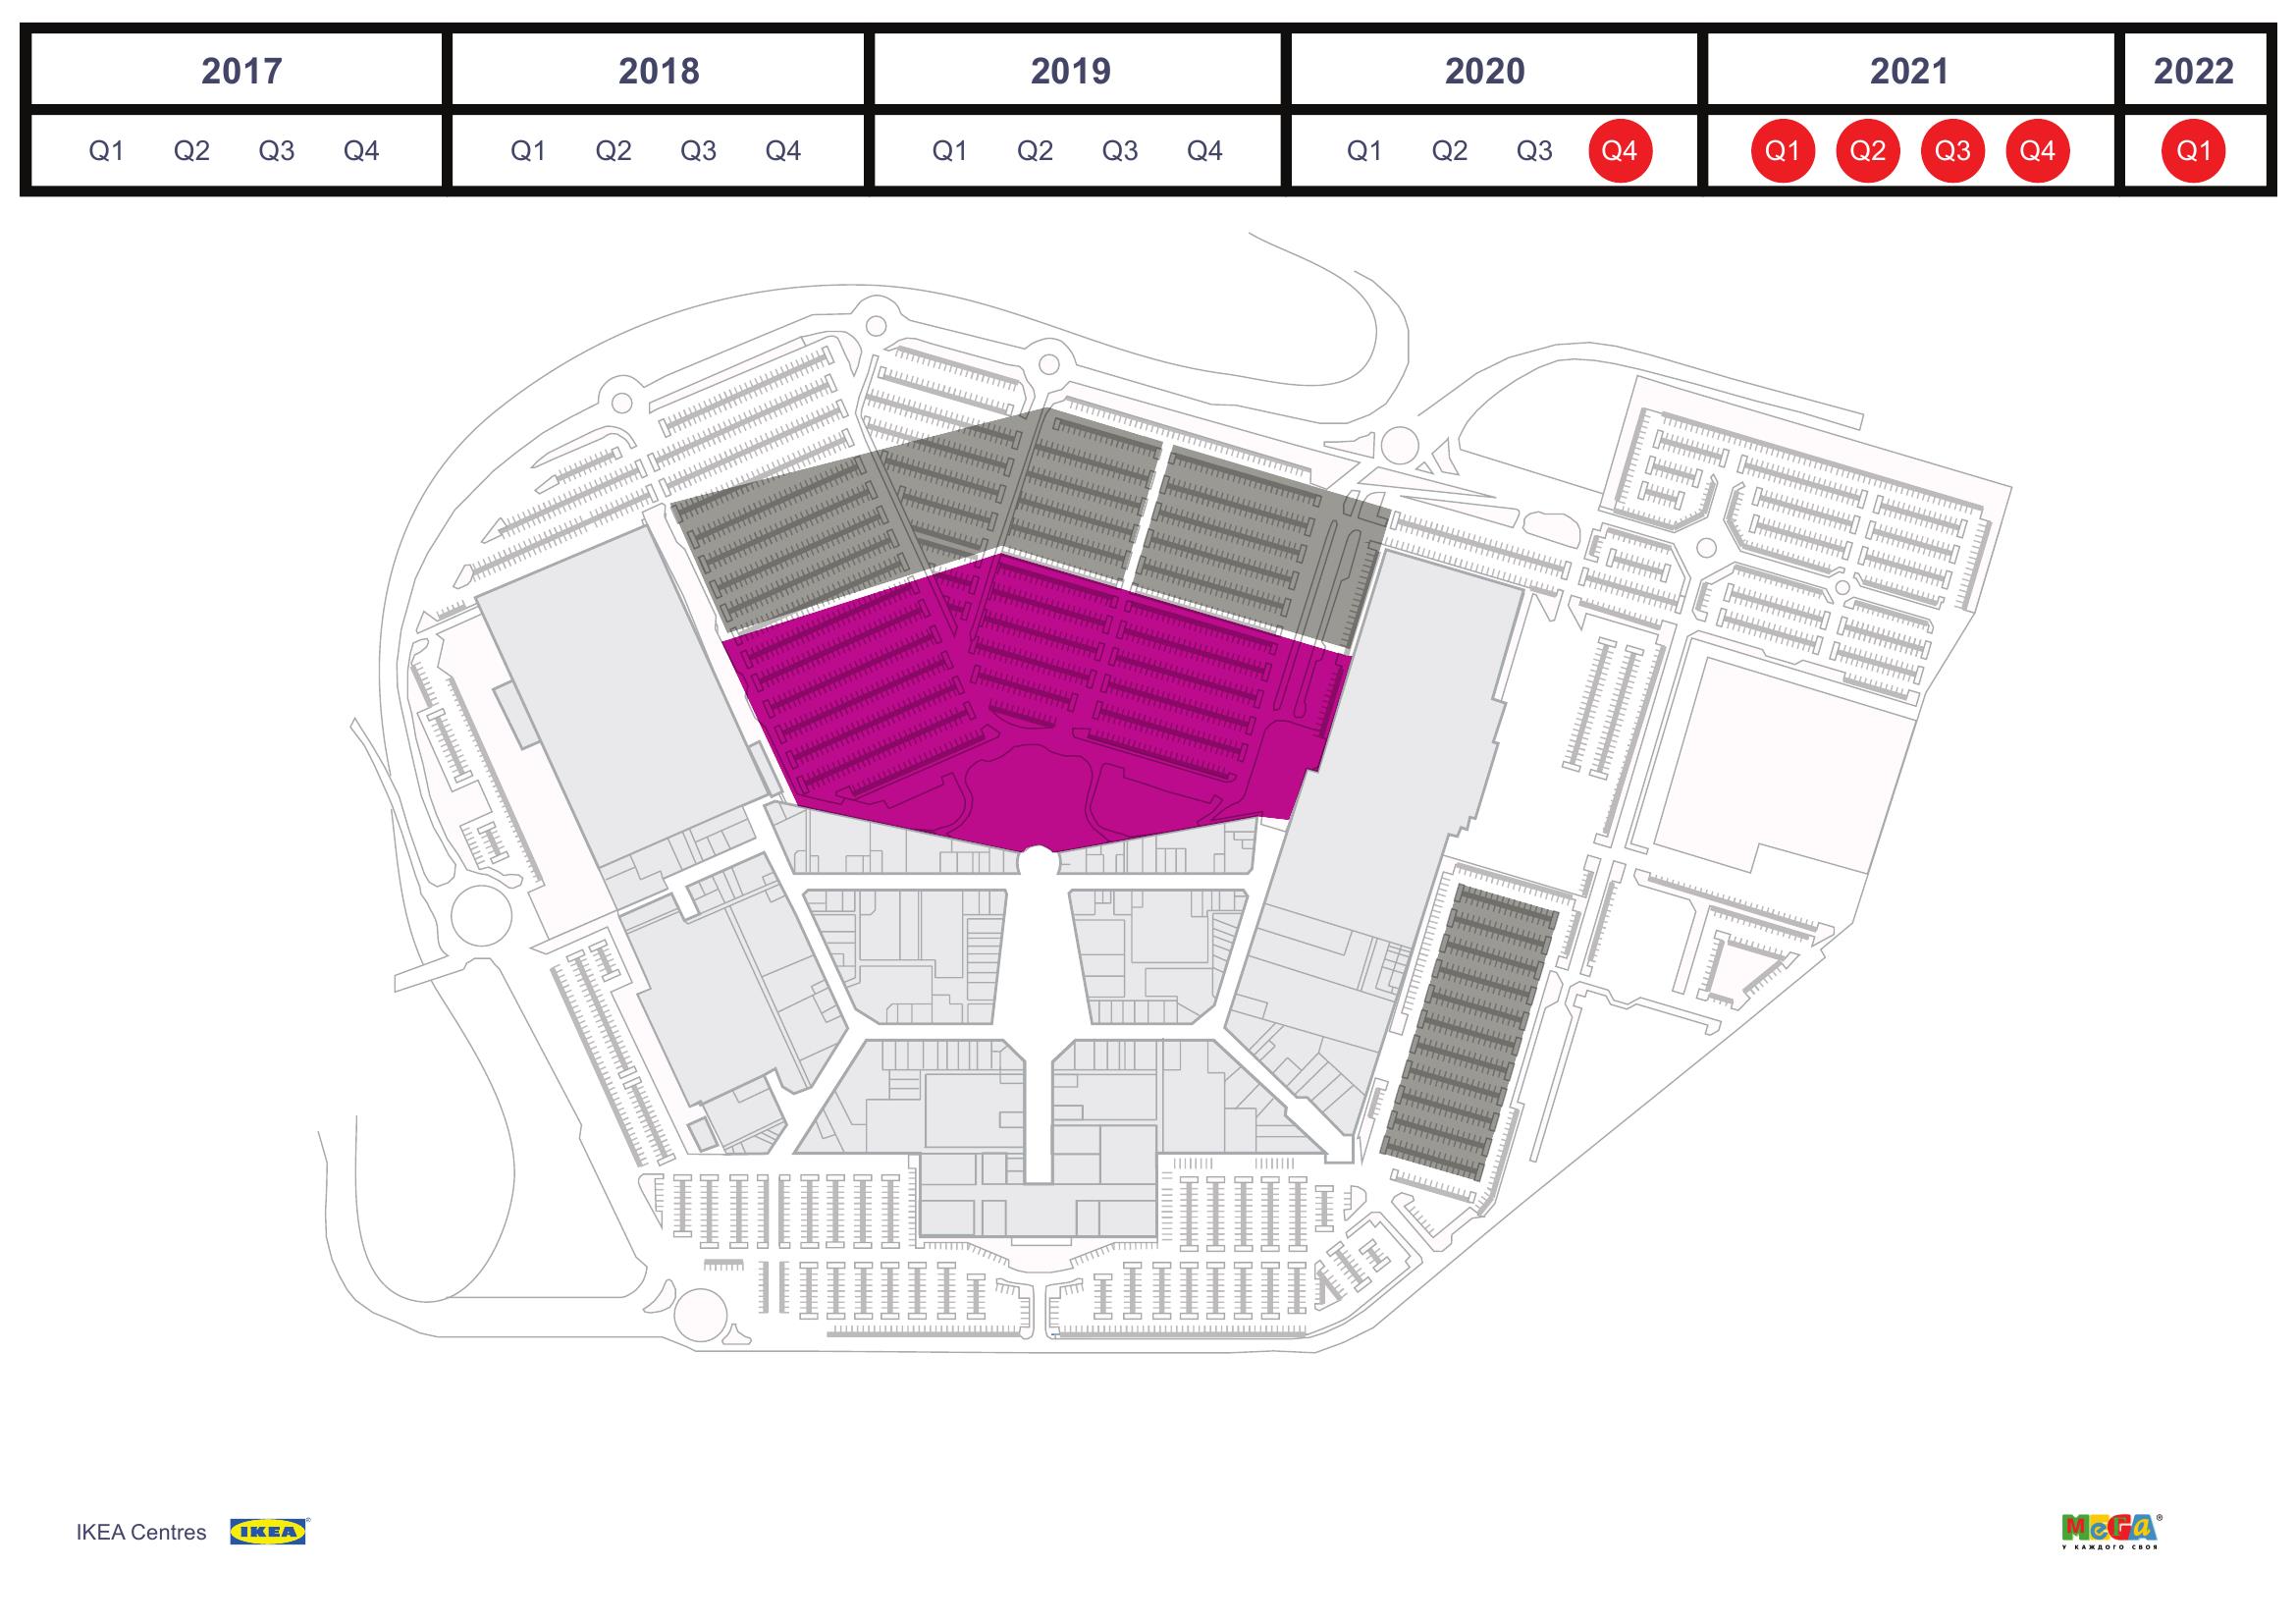 2017 2018 2019 2020 2021 2022
Q1 Q2 Q3 Q4 Q1 Q2 Q3 Q4 Q1 Q2 Q3 Q4 Q1 Q2 Q3 Q4 Q1 Q2 Q3 Q4 Q1
IKEA Centres IKEA ® MEGA ®
У КАЖДОГО СВОЯ